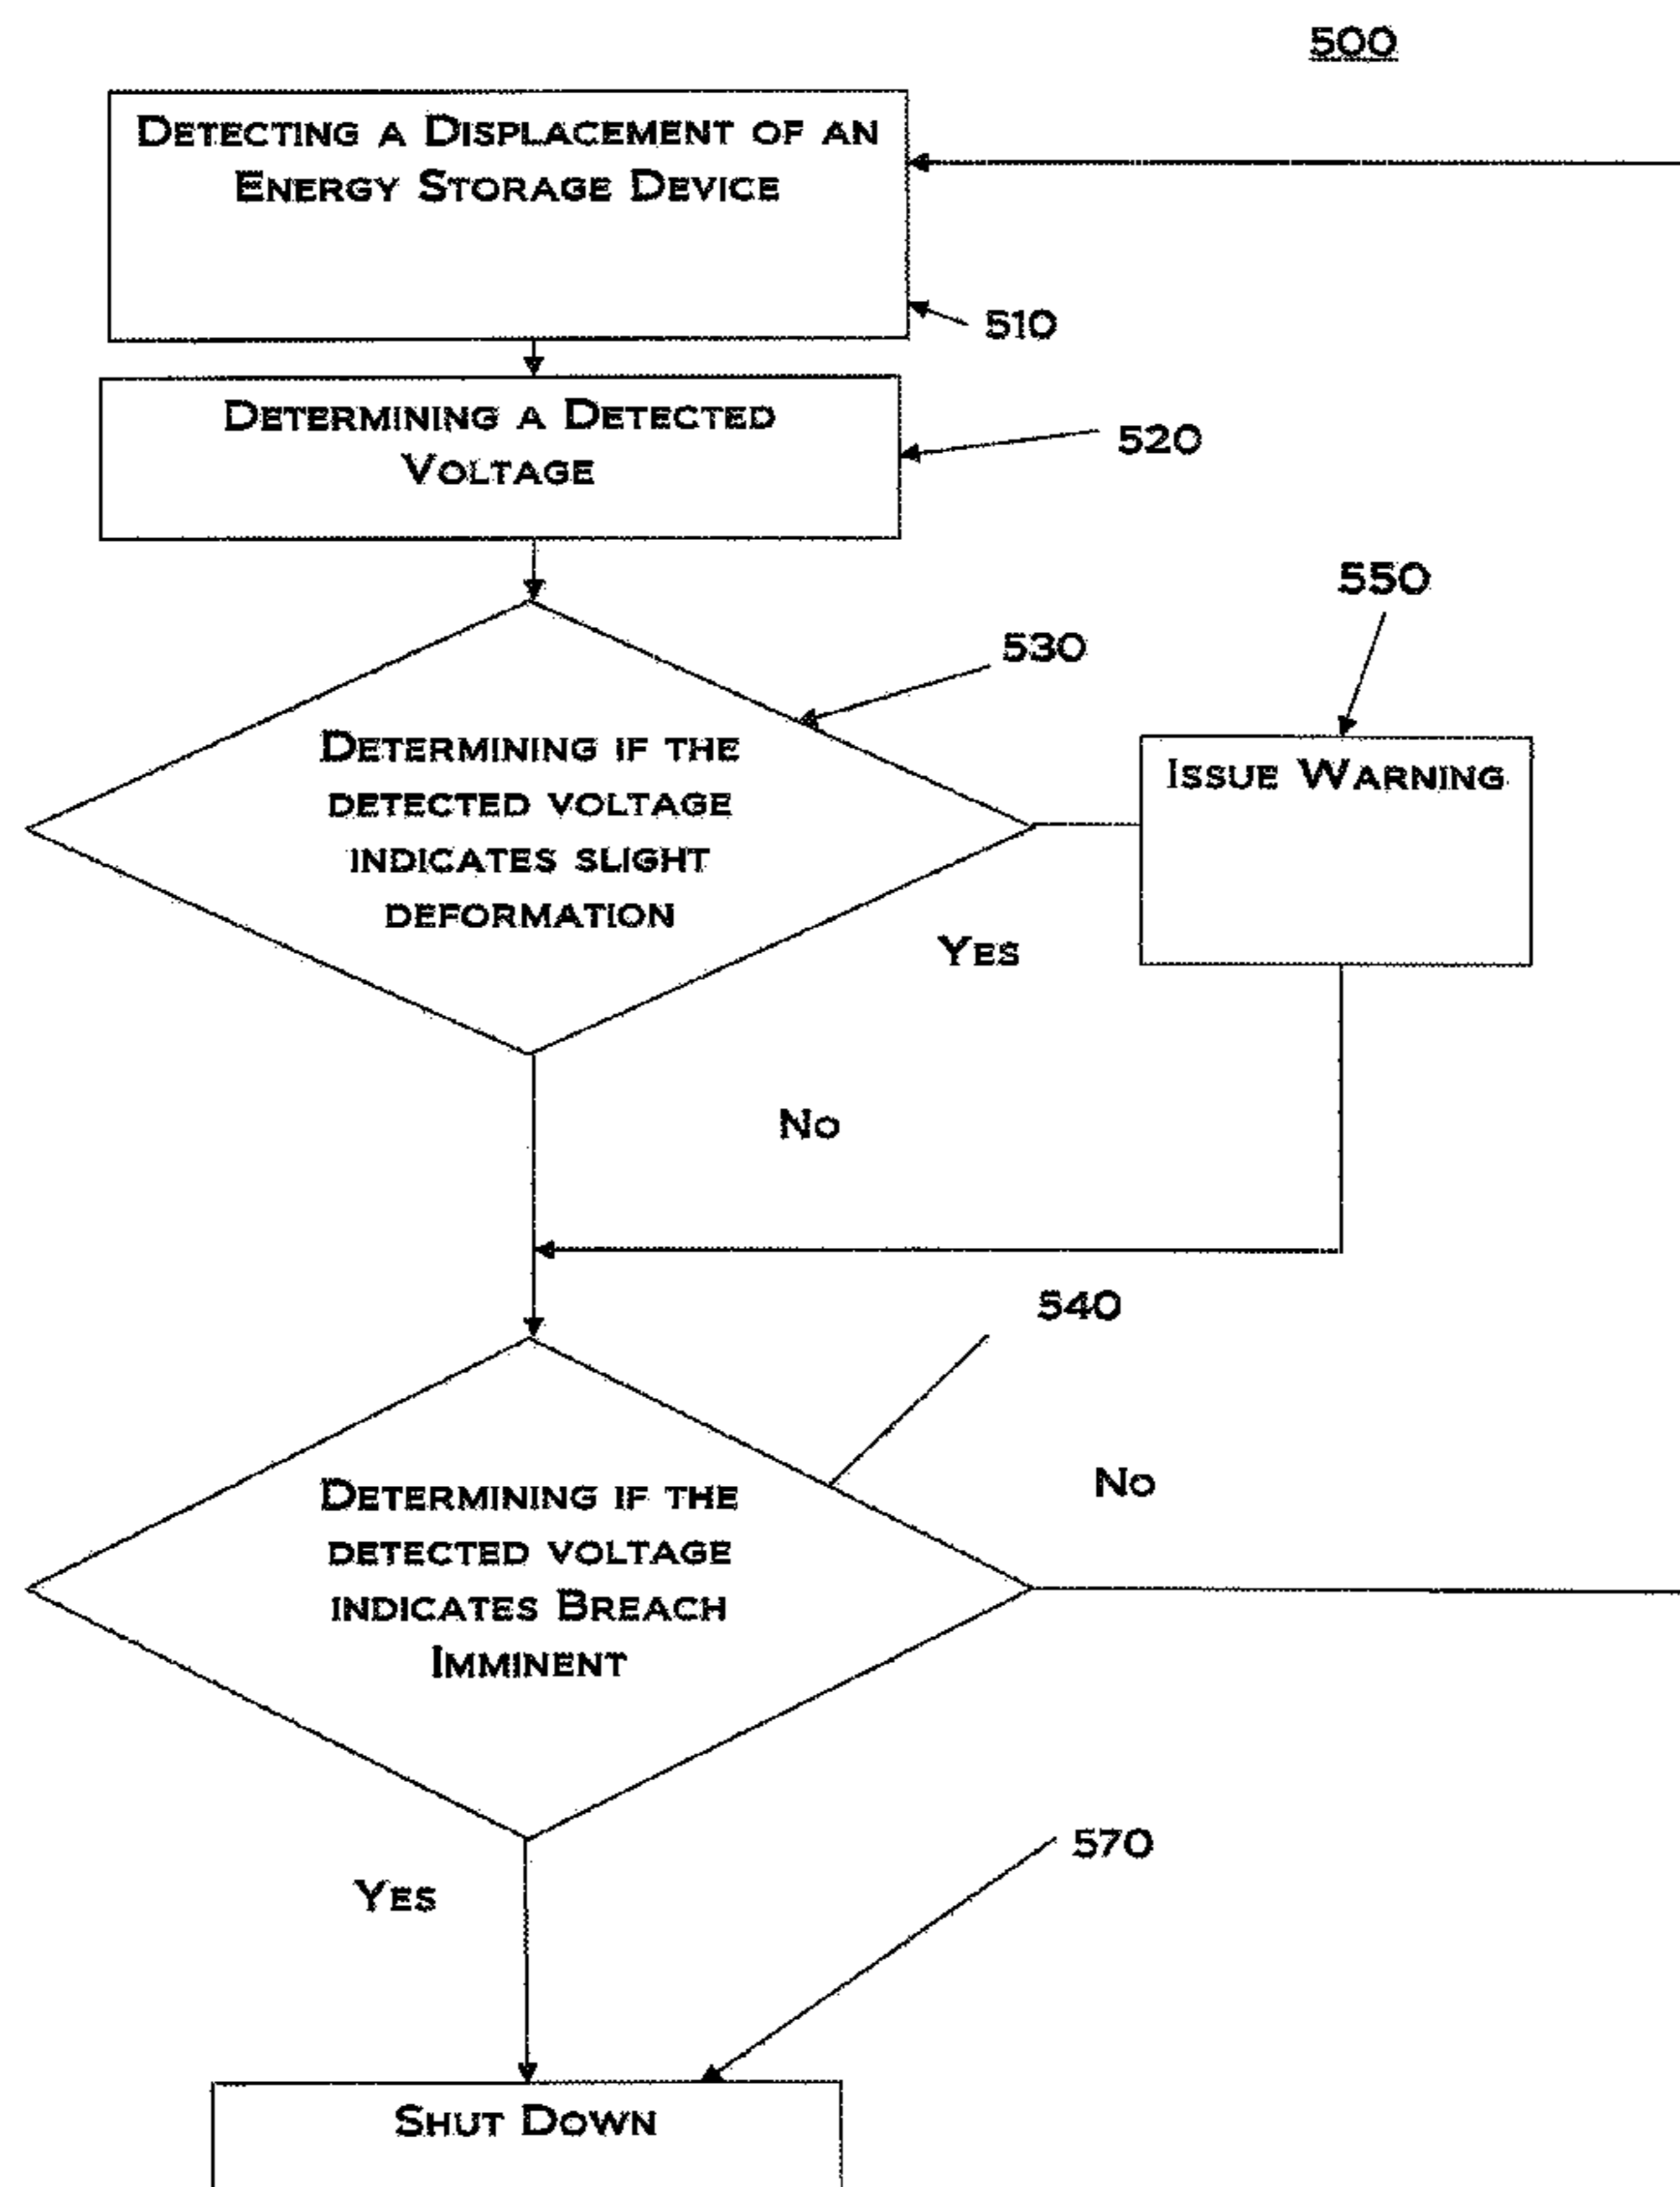 500
Detecting a Displacement of an
Energy Storage Device
510
Determining a Detected
Voltage
520
550
530
Determining if the
detected voltage
indicates slight
deformation
Issue Warning
Yes
No
540
No
Determining if the
detected voltage
indicates Breach
Imminent
570
Yes
Shut Down